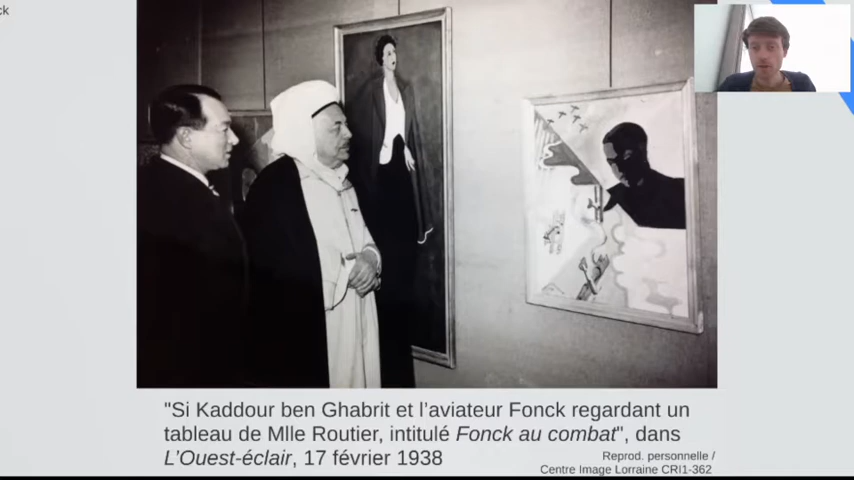 ck
"Si Kaddour ben Ghabrit et l'aviateur Fonck regardant un
tableau de Mlle Routier, intitulé Fonck au combat", dans
L'Ouest-éclair, 17 février 1938
Reprod. personnelle /
Centre Image Lorraine CRI1-362